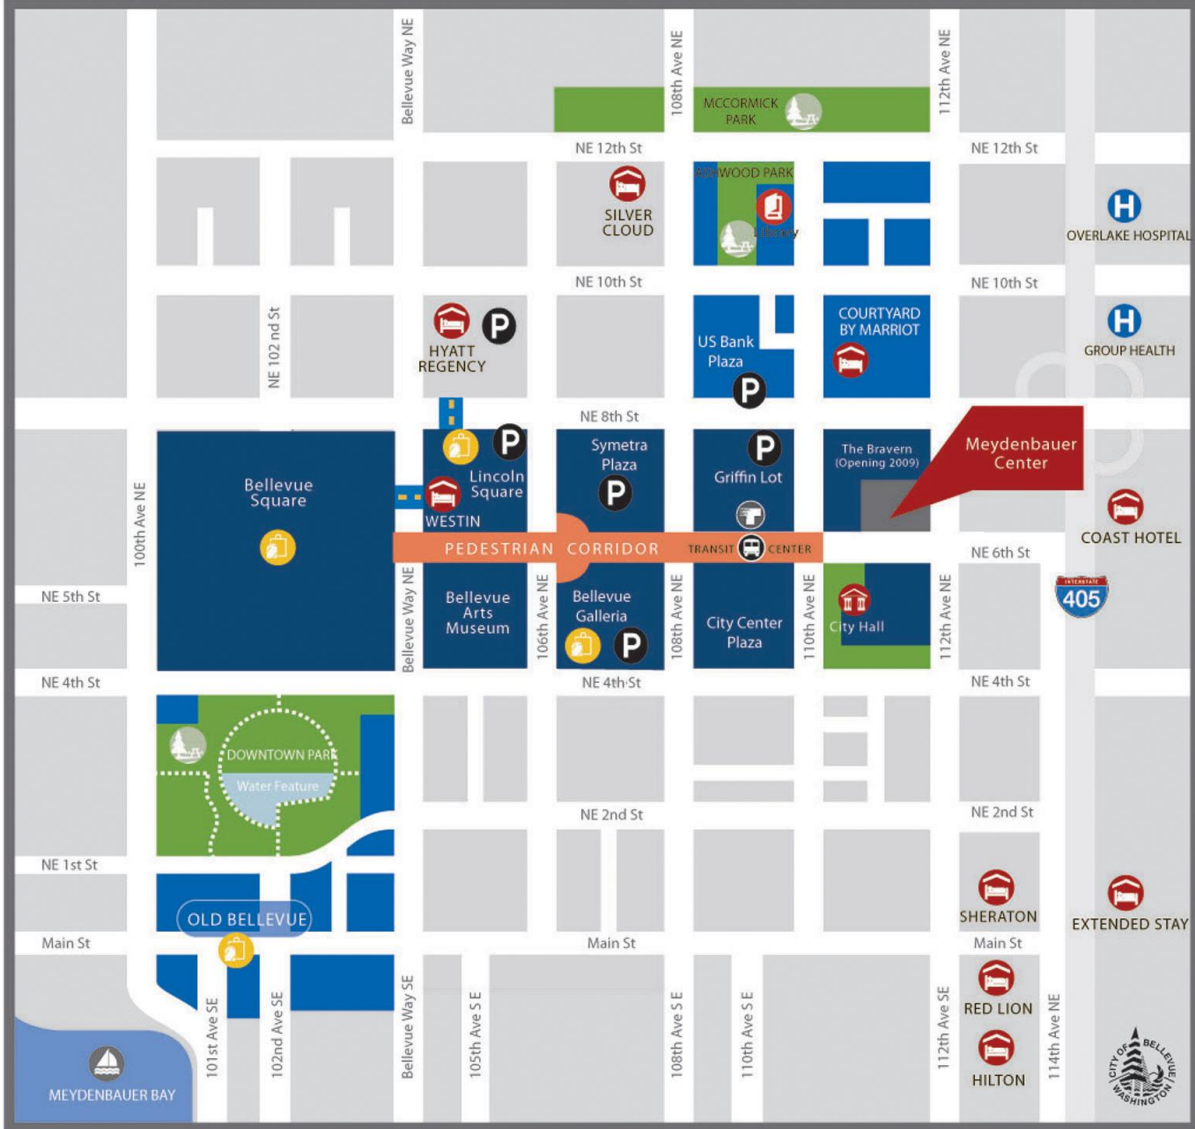 Bellevue Way NE
108th Ave NE
112th Ave NE
MCCORMICK
PARK
NE 12th St
NE 12th St
SILVER
CLOUD
ASHWOOD PARK
Library
H
OVERLAKE HOSPITAL
NE 10th St
NE 10th St
NE 102 nd St
HYATT
REGENCY
P
US Bank
Plaza
P
COURTYARD
BY MARRIOT
H
GROUP HEALTH
NE 8th St
100th Ave NE
Bellevue
Square
P
Lincoln
Square
WESTIN
Symetra
Plaza
P
P
Griffin Lot
The Bravern
(Opening 2009)
Meydenbauer
Center
COAST HOTEL
PEDESTRIAN CORRIDOR
TRANSIT
CENTER
NE 6th St
NE 5th St
Bellevue Way NE
Bellevue
Arts
Museum
106th Ave NE
Bellevue
Galleria
P
108th Ave NE
City Center
Plaza
110th Ave NE
City Hall
112th Ave NE
INTERSTATE
405
NE 4th St
NE 4th St
NE 4th St
DOWNTOWN PARK
Water Feature
NE 2nd St
NE 2nd St
NE 1st St
OLD BELLEVUE
SHERATON
EXTENDED STAY
Main St
Main St
Main St
101st Ave SE
102nd Ave SE
Bellevue Way SE
105th Ave S E
108th Ave S E
110th Ave S E
112th Ave SE
RED LION
HILTON
114th Ave NE
MEYDENBAUER BAY
CITY OF BELLEVUE
WASHINGTON